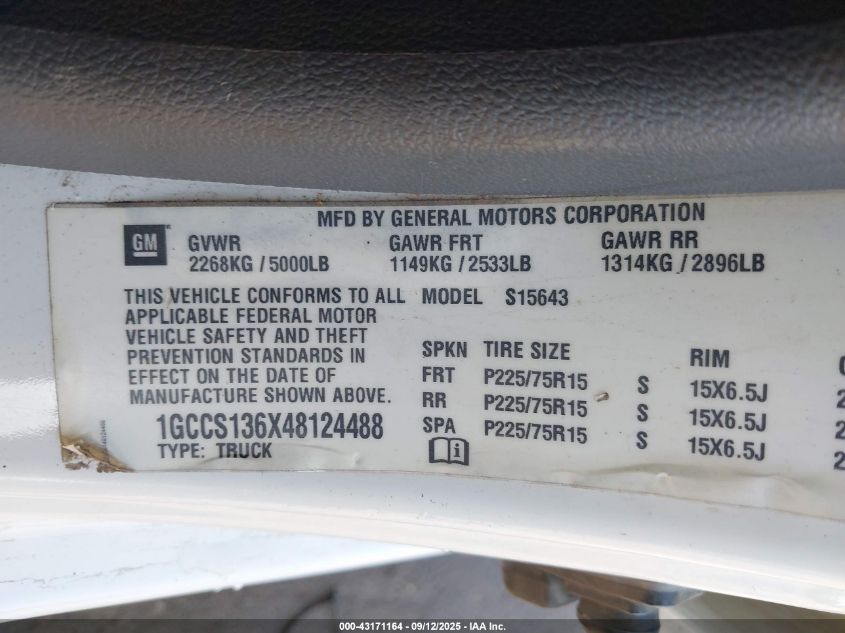 MFD BY GENERAL MOTORS CORPORATION
GM
GVWR GAWR FRT GAWR RR
2268KG / 5000LB 1149KG / 2533LB 1314KG / 2896LB
THIS VEHICLE CONFORMS TO ALL MODEL S15643
APPLICABLE FEDERAL MOTOR
VEHICLE SAFETY AND THEFT
PREVENTION STANDARDS IN
EFFECT ON THE DATE OF
MANUFACTURE SHOWN ABOVE.
SPKN TIRE SIZE RIM
FRT P225/75R15 S 15X6.5J
RR P225/75R15 S 15X6.5J
SPA P225/75R15 S 15X6.5J
1GCCS136X48124488
TYPE: TRUCK
000-43171164 - 09/12/2025 - IAA Inc.